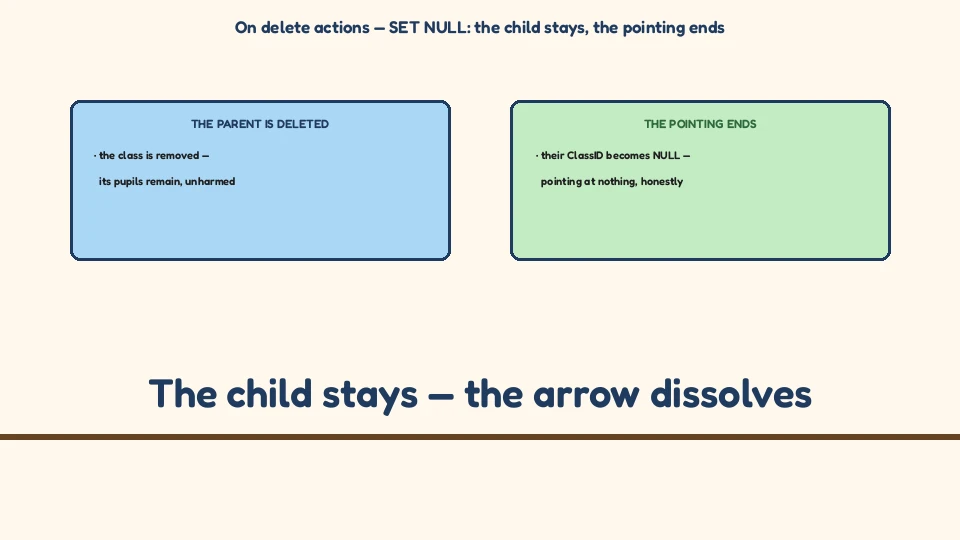 On delete actions — SET NULL: the child stays, the pointing ends
THE PARENT IS DELETED
· the class is removed —
its pupils remain, unharmed
THE POINTING ENDS
· their ClassID becomes NULL —
pointing at nothing, honestly
The child stays — the arrow dissolves